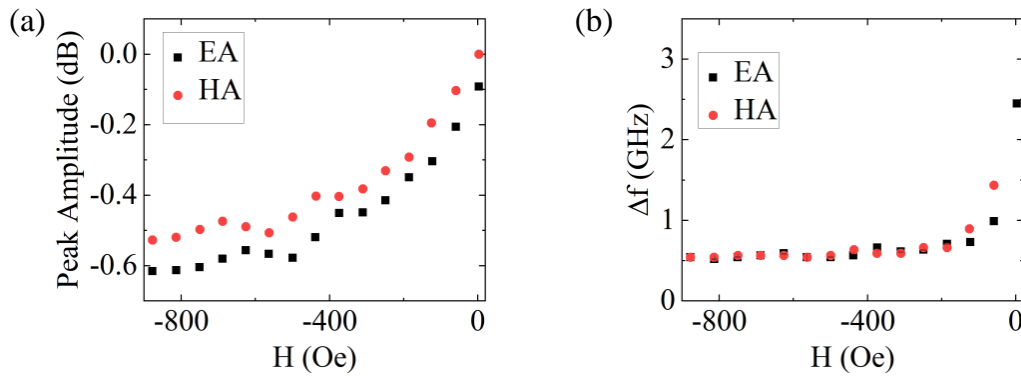 (a)
Peak Amplitude (dB)
0.0
-0.2
-0.4
-0.6
EA
HA
-800
-400
0
H (Oe)
(b)
Δf (GHz)
3
2
1
0
EA
HA
-800
-400
0
H (Oe)